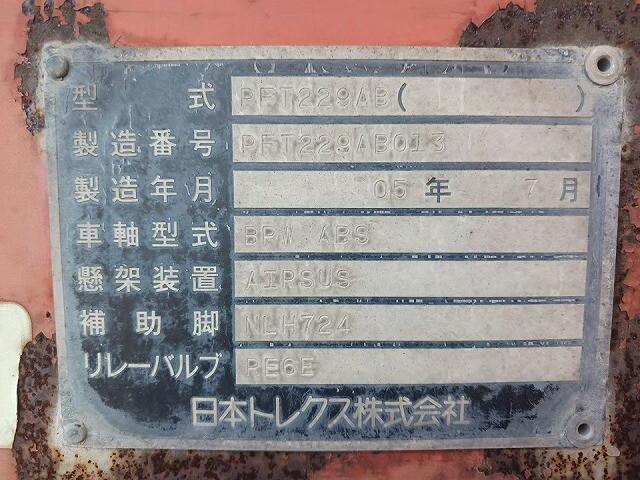 型式 PFT229AB( )
製造番号 PFT229AB013
製造年月 05年 7月
車軸型式 BPW ABS
懸架装置 AIRSUS
補助脚 NLH724
リレーバルブ RE6E
日本トレクス株式会社